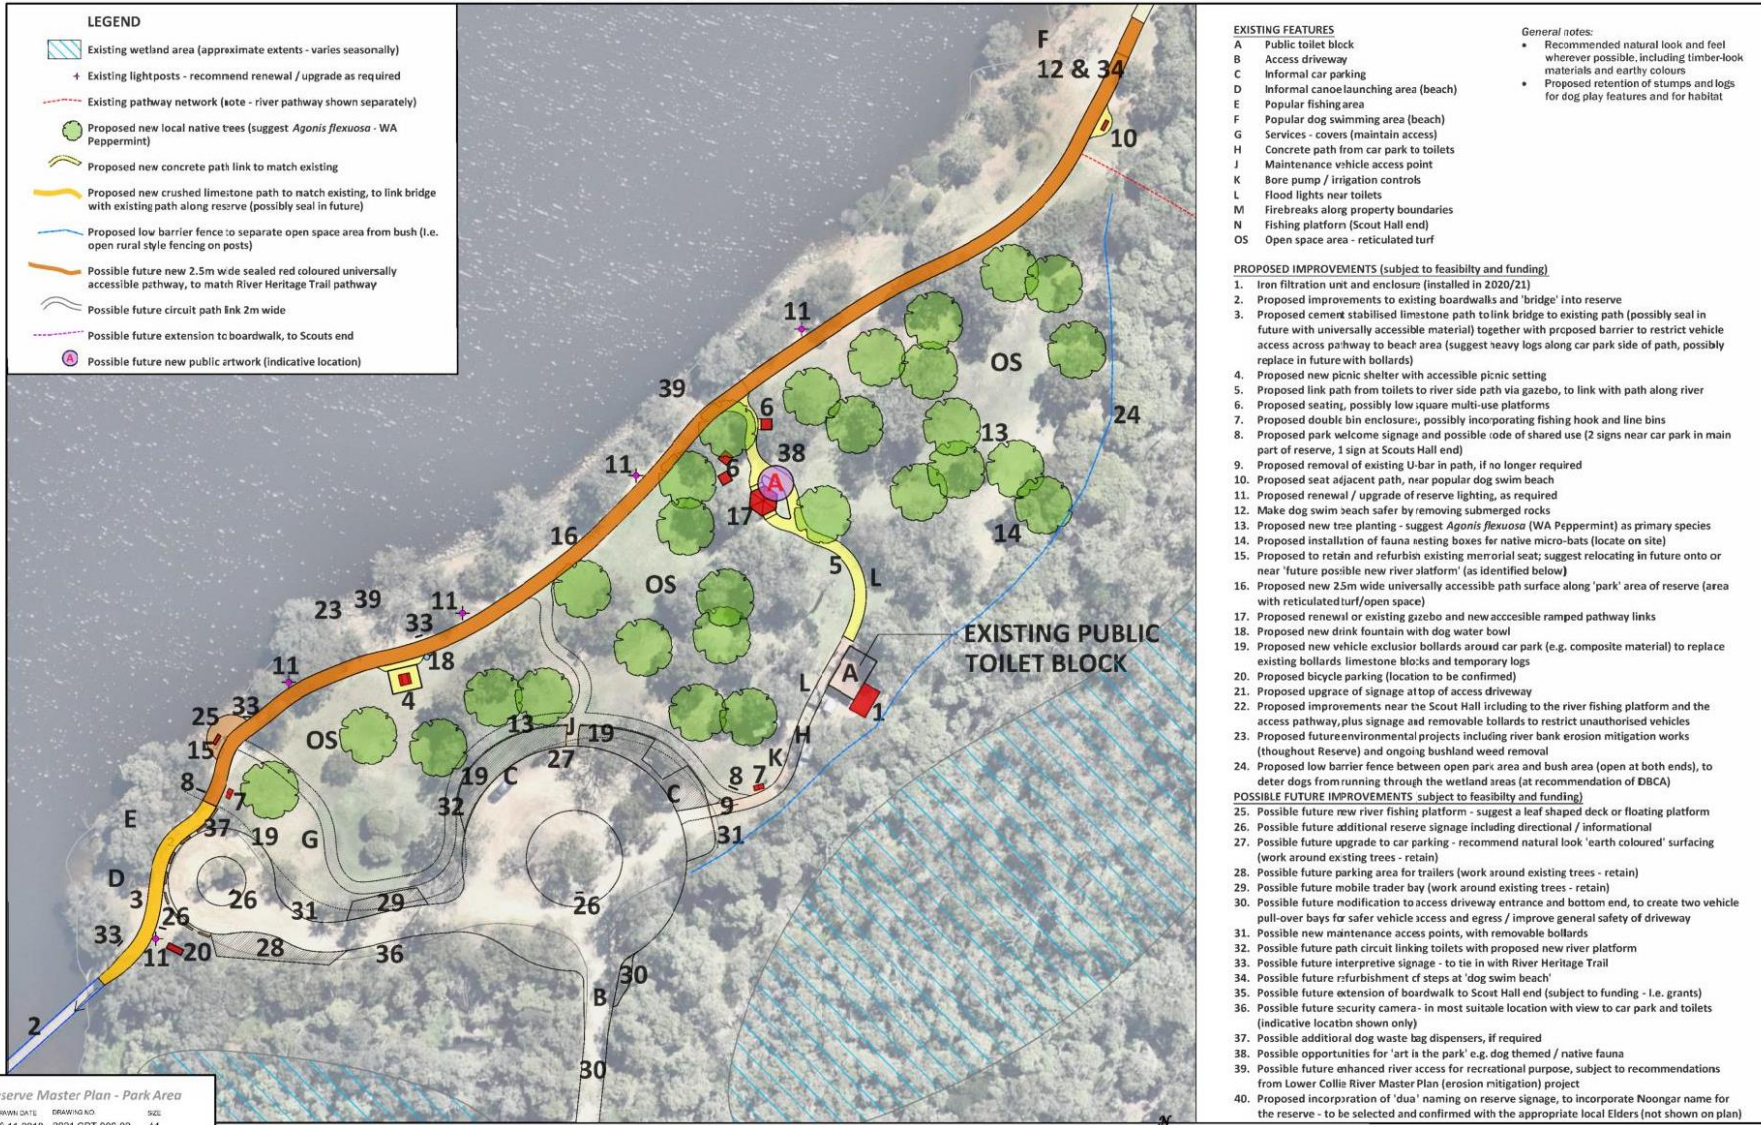 LEGEND
Existing wetland area (approximate extents - varies seasonally)
Existing lightposts - recommend renewal / upgrade as required
Existing pathway network (note - river pathway shown separately)
Proposed new local native trees (suggest Agonis flexuosa - WA
Peppermint)
Proposed new concrete path link to match existing
Proposed new crushed limestone path to match existing, to link bridge
with existing path along reserve (possibly seal in future)
Proposed low barrier fence to separate open space area from bush (I.e.
open rural style fencing on posts)
Possible future new 2.5m wide sealed red coloured universally
accessible pathway, to match River Heritage Trail pathway
Possible future circuit path link 2m wide
Possible future extension to boardwalk, to Scouts end
A Possible future new public artwork (indicative location)
F
12 & 34
10
11
39
6
OS
24
38
13
11
6
A
17
14
16
5
L
OS
23
39
11
33
EXISTING PUBLIC
TOILET BLOCK
18
11
4
L
A
1
25
33
15
OS
13
J
19
H
27
K
8
7
19
C
8
7
C
9
E
37
19
32
31
G
D
3
26
31
29
26
26
33
11
20
28
36
30
B
2
30
eserve Master Plan - Park Area
DRAWING NO.
SIZE
EXISTING FEATURES
A Public toilet block
B Access driveway
C Informal car parking
D Informal canoe launching area (beach)
E Popular fishing area
F Popular dog swimming area (beach)
G Services - covers (maintain access)
H Concrete path from car park to toilets
J Maintenance vehicle access point
K Bore pump / irrigation controls
L Flood lights near toilets
M Firebreaks along property boundaries
N Fishing platform (Scout Hall end)
OS Open space area - reticulated turf
General notes:
• Recommended natural look and feel
wherever possible, including timber-look
materials and earthy colours
• Proposed retention of stumps and logs
for dog play features and for habitat
PROPOSED IMPROVEMENTS (subject to feasibilty and funding)
1. Iron filtration unit and enclosure (installed in 2020/21)
2. Proposed improvements to existing boardwalks and 'bridge' into reserve
3. Proposed cement stabilised limestone path to link bridge to existing path (possibly seal in
future with universally accessible material) together with proposed barrier to restrict vehicle
access across pathway to beach area (suggest heavy logs along car park side of path, possibly
replace in future with bollards)
4. Proposed new picnic shelter with accessible picnic setting
5. Proposed link path from toilets to river side path via gazebo, to link with path along river
6. Proposed seating, possibly low square multi-use platforms
7. Proposed double bin enclosures, possibly incorporating fishing hook and line bins
8. Proposed park welcome signage and possible code of shared use (2 signs near car park in main
part of reserve, 1 sign at Scouts Hall end)
9. Proposed removal of existing U-bar in path, if no longer required
10. Proposed seat adjacent path, near popular dog swim beach
11. Proposed renewal / upgrade of reserve lighting, as required
12. Make dog swim beach safer by removing submerged rocks
13. Proposed new tree planting - suggest Agonis flexuosa (WA Peppermint) as primary species
14. Proposed installation of fauna nesting boxes for native micro-bats (locate on site)
15. Proposed to retain and refurbish existing memorial seat; suggest relocating in future onto or
near 'future possible new river platform' (as identified below)
16. Proposed new 2.5m wide universally accessible path surface along 'park' area of reserve (area
with reticulated turf/open space)
17. Proposed renewal or existing gazebo and new acccesible ramped pathway links
18. Proposed new drink fountain with dog water bowl
19. Proposed new vehicle exclusior bollards around car park (e.g. composite material) to replace
existing bollards limestone blocks and temporary logs
20. Proposed bicycle parking (location to be confirmed)
21. Proposed upgrace of signage at top of access driveway
22. Proposed improvements near the Scout Hall including to the river fishing platform and the
access pathway, plus signage and removable bollards to restrict unauthorised vehicles
23. Proposed future environmental projects including river bank erosion mitigation works
(thoughout Reserve) and ongoing bushland weed removal
24. Proposed low barrier fence between open park area and bush area (open at both ends), to
deter dogs from running through the wetland areas (at recommendation of DBCA)
POSSIBLE FUTURE IMPROVEMENTS subject to feasibilty and funding)
25. Possible future new river fishing platform - suggest a leaf shaped deck or floating platform
26. Possible future additional reserve signage including directional / informational
27. Possible future upgrade to car parking - recommend natural look 'earth coloured' surfacing
(work around existing trees - retain)
28. Possible future parking area for trailers (work around existing trees - retain)
29. Possible future mobile trader bay (work around existing trees - retain)
30. Possible future modification to access driveway entrance and bottom end, to create two vehicle
pull-over bays for safer vehicle access and egress / improve general safety of driveway
31. Possible new maintenance access points, with removable bollards
32. Possible future path circuit linking toilets with proposed new river platform
33. Possible future interpretive signage - to tie in with River Heritage Trail
34. Possible future refurbishment of steps at 'dog swim beach'
35. Possible future extension of boardwalk to Scout Hall end (subject to funding - I.e. grants)
36. Possible future security camera - in most suitable location with view to car park and toilets
(indicative location shown only)
37. Possible additional dog waste bag dispensers, if required
38. Possible opportunities for 'art in the park' e.g. dog themed / native fauna
39. Possible future enhanced river access for recreational purpose, subject to recommendations
from Lower Collie River Master Plan (erosion mitigation) project
40. Proposed incorporation of 'dua' naming on reserve signage, to incorporate Noongar name for
the reserve - to be selected and confirmed with the appropriate local Elders (not shown on plan)